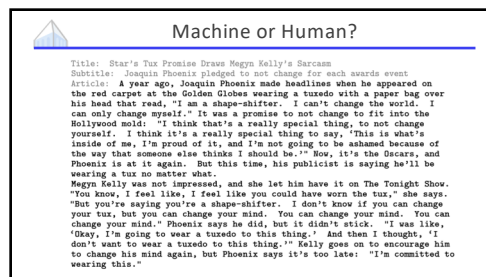 Machine or Human?
Title: Star's Tux Promise Draws Megyn Kelly's Sarcasm
Subtitle: Joaquin Phoenix pledged to not change for each awards event
Article: A year ago, Joaquin Phoenix made headlines when he appeared on
the red carpet at the Golden Globes wearing a tuxedo with a paper bag over
his head that read, "I am a shape-shifter. I can't change the world. I
can only change myself." It was a promise to not change to fit into the
Hollywood mold: "I think that's a really special thing, to not change
yourself. I think it's a really special thing to say, 'This is what's
inside of me, I'm proud of it, and I'm not going to be ashamed because of
the way that someone else thinks I should be.'" Now, it's the Oscars, and
Phoenix is at it again. But this time, his publicist is saying he'll be
wearing a tux no matter what.
Megyn Kelly was not impressed, and she let him have it on The Tonight Show.
"You know, I feel like, I feel like you could have worn the tux," she says.
"But you're saying you're a shape-shifter. I don't know if you can change
your tux, but you can change your mind. You can change your mind. You can
change your mind." Phoenix says he did, but it didn't stick. "I was like,
'Okay, I'm going to wear a tuxedo to this thing.' And then I thought, 'I
don't want to wear a tuxedo to this thing.'" Kelly goes on to encourage him
to change his mind again, but Phoenix says it's too late: "I'm committed to
wearing this."